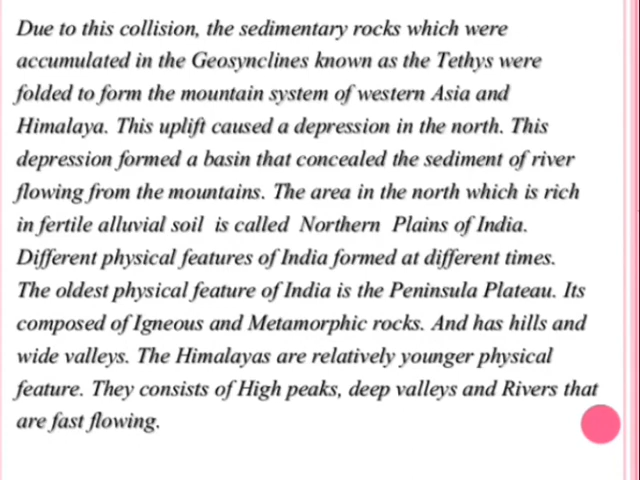 Due to this collision, the sedimentary rocks which were
accumulated in the Geosynclines known as the Tethys were
folded to form the mountain system of western Asia and
Himalaya. This uplift caused a depression in the north. This
depression formed a basin that concealed the sediment of river
flowing from the mountains. The area in the north which is rich
in fertile alluvial soil is called Northern Plains of India.
Different physical features of India formed at different times.
The oldest physical feature of India is the Peninsula Plateau. Its
composed of Igneous and Metamorphic rocks. And has hills and
wide valleys. The Himalayas are relatively younger physical
feature. They consists of High peaks, deep valleys and Rivers that
are fast flowing.